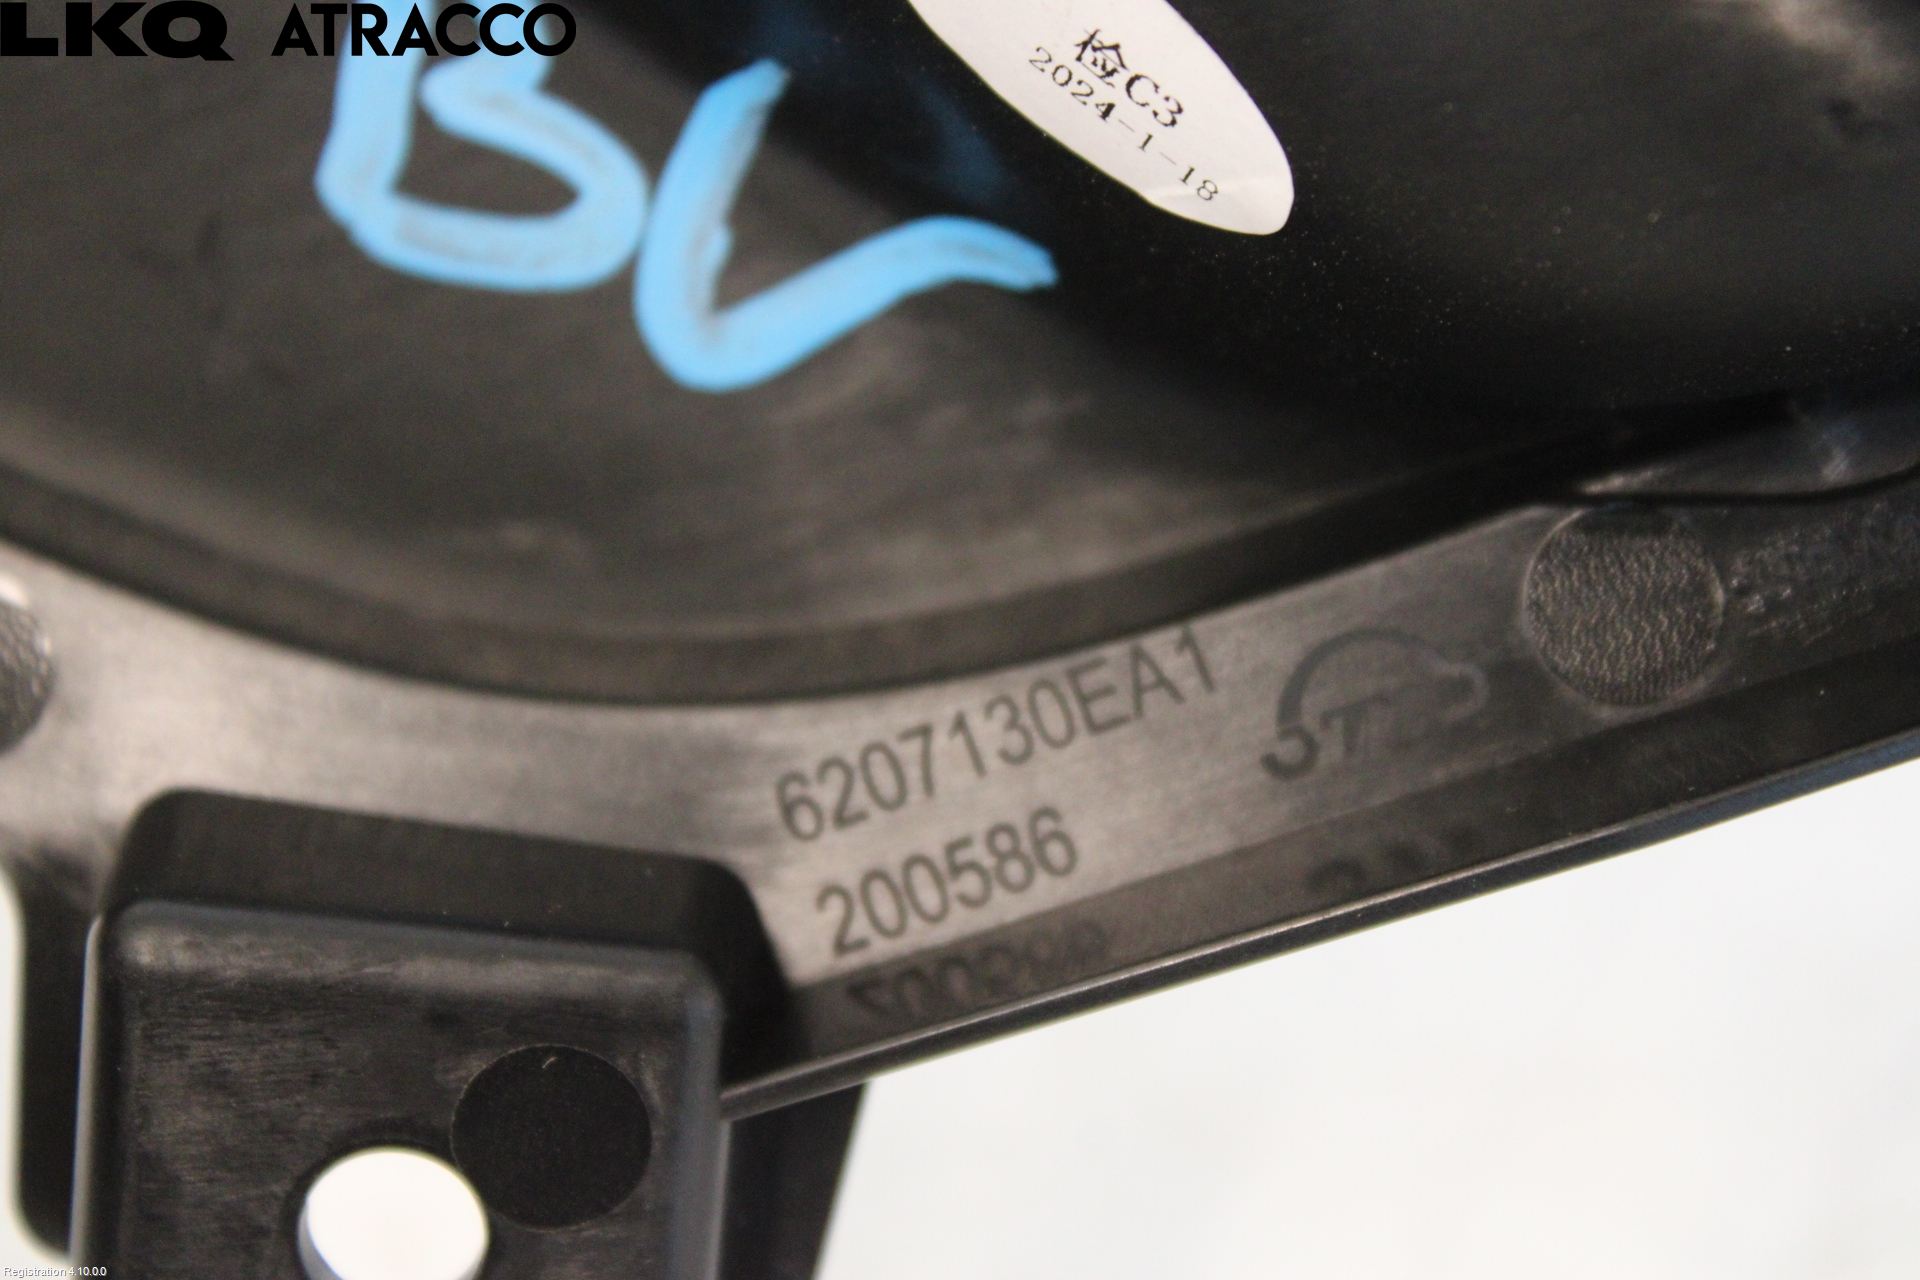 LKQ ATRACCO
BV
检C3
2024-1-18
6207130EA1
200586
Registration 4.10.0.0